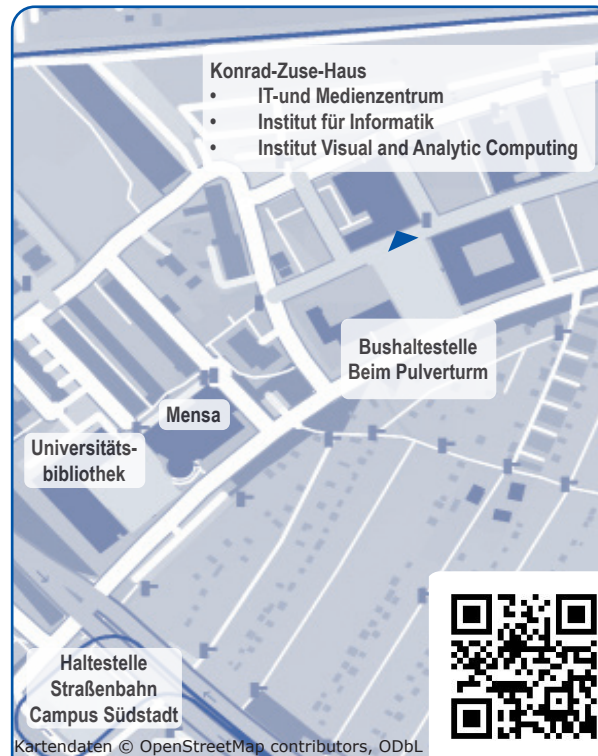 Konrad-Zuse-Haus
• IT-und Medienzentrum
• Institut für Informatik
• Institut Visual and Analytic Computing
Bushaltestelle
Beim Pulverturm
Mensa
Universitäts-
bibliothek
Haltestelle
Straßenbahn
Campus Südstadt
Kartendaten © OpenStreetMap contributors, ODbL